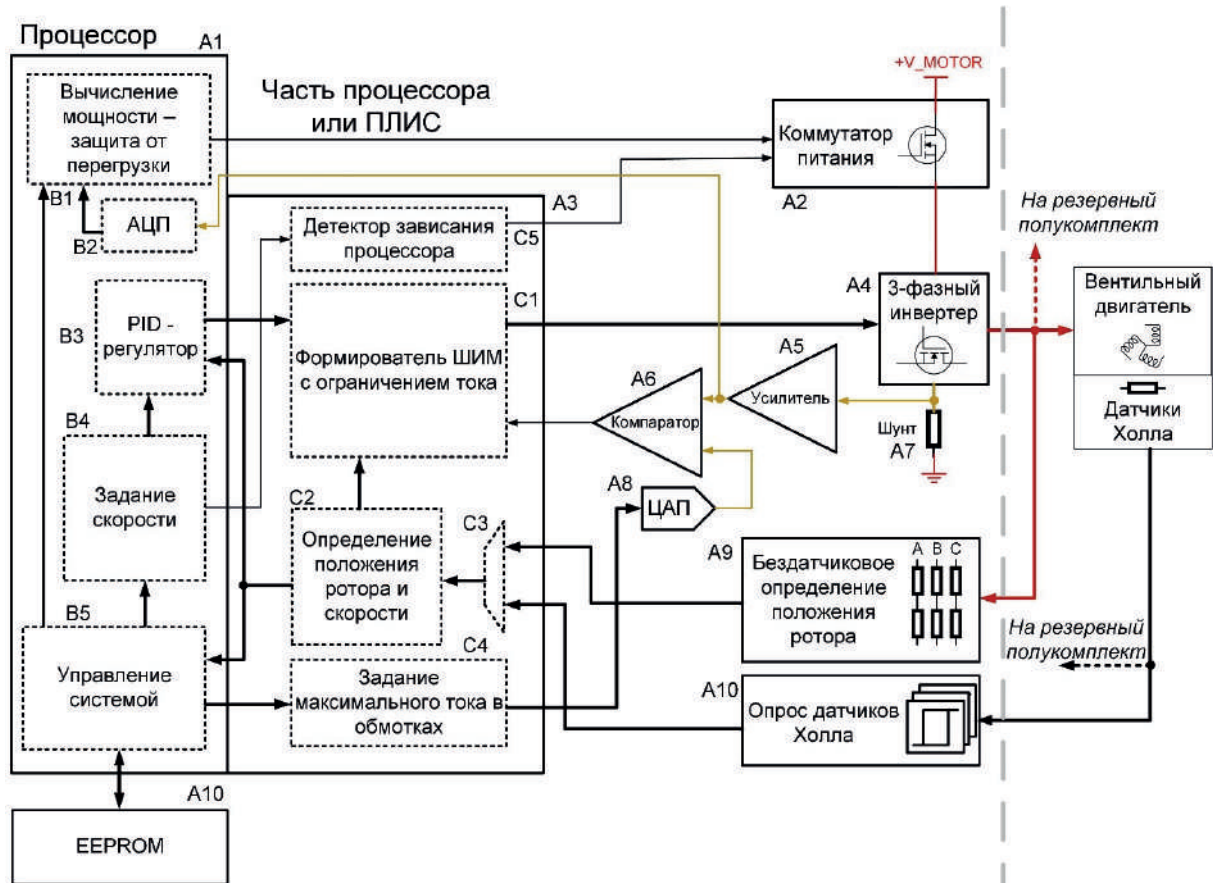 Процессор
A1
Вычисление
мощности –
защита от
перегрузки
B1
АЦП
B2
PID -
регулятор
B3
B4
Задание
скорости
B5
Управление
системой
A10
EEPROM
Часть процессора
или ПЛИС
A3
Детектор зависания
процессора
C5
C1
Формирователь ШИМ
с ограничением тока
C2
Определение
положения
ротора и
скорости
C3
C4
Задание
максимального тока в
обмотках
+V_MOTOR
Коммутатор
питания
A2
A4
3-фазный
инвертер
A5
Усилитель
A6
Компаратор
Шунт
A7
A8
ЦАП
A9
Бездатчиковое
определение
положения
ротора
A B C
A10
Опрос датчиков
Холла
На резервный
полукомплект
Вентильный
двигатель
Датчики
Холла
На резервный
полукомплект